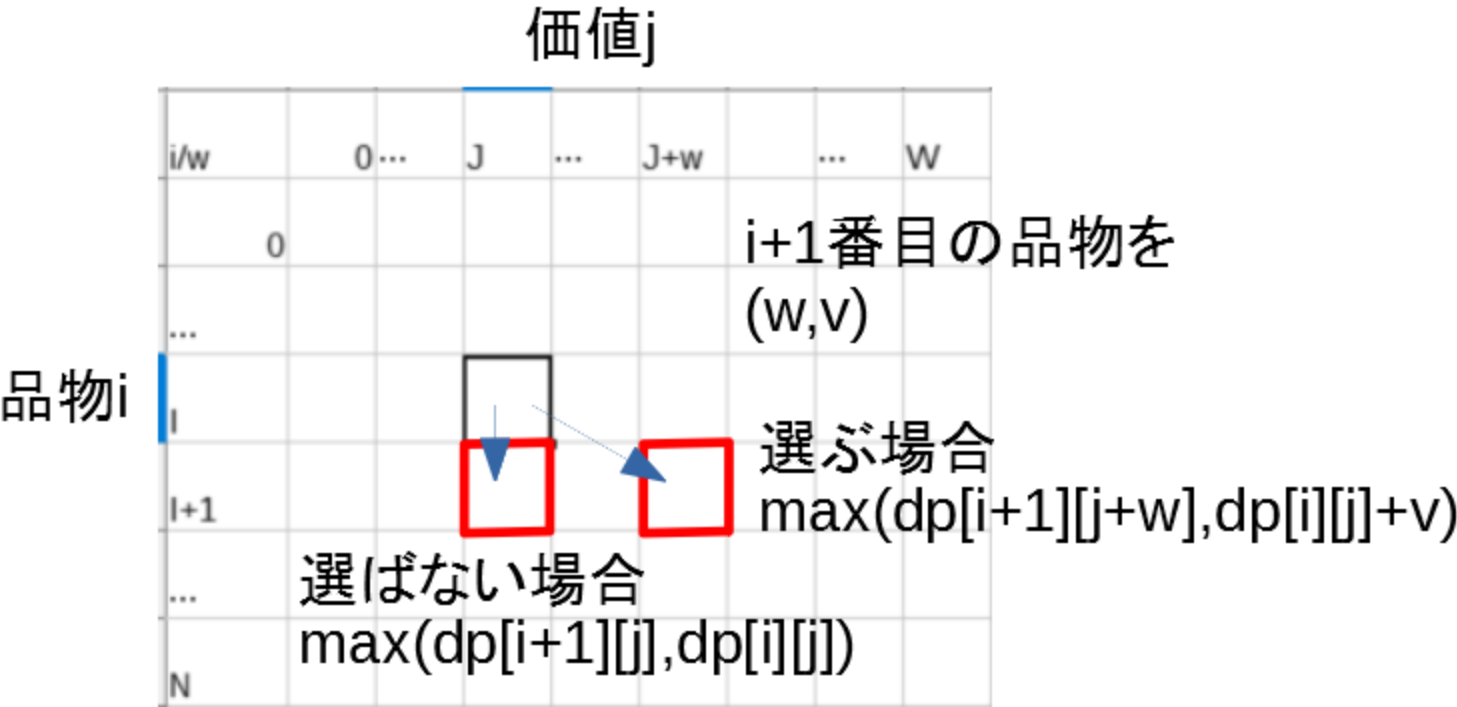 価値j
i/w 0… J … J+w … W
0
i+1番目の品物を
(w,v)
…
品物i
I
選ぶ場合
max(dp[i+1][j+w],dp[i][j]+v)
I+1
選ばない場合
max(dp[i+1][j],dp[i][j])
…
N